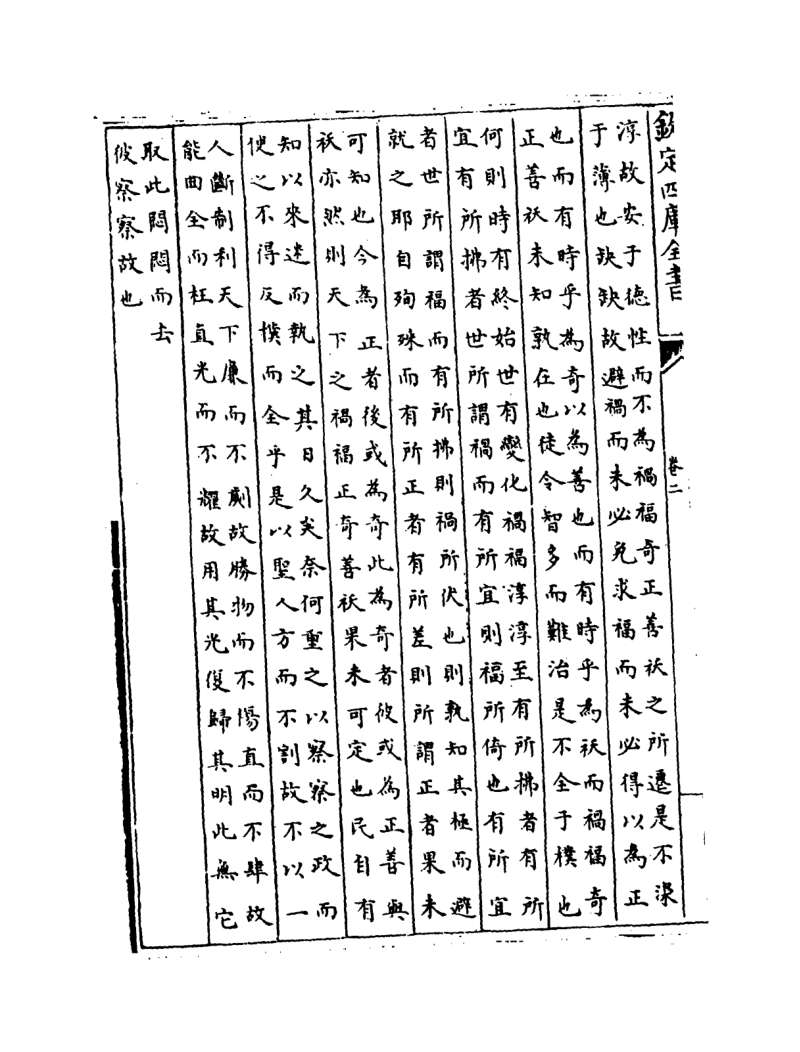 欽定四庫全書
卷二
淳故安于德性而不為禍福奇正善祅之所遷是不澆
于薄也缺缺故避禍而未必免求福而未必得以為正
也而有時乎為奇以為善也而有時乎為祅而禍福奇
正善祅未知孰在也徒令智多而難治是不全于樸也
何則時有終始世有變化禍福淳淳至有所拂者有所
宜有所拂者世所謂禍而有所宜則福所倚也有所宜
者世所謂福而有所拂則禍所伏也則孰知其極而避
就之耶自殉殊而有所正者有所差則所謂正者果未
可知也今為正者後或為奇此為奇者彼或為正善與
祅亦然則天下之禍福正奇善祅果未可定也民自有
知以來迷而執之其日久矣奈何重之以察察之政而
使之不得反樸而全乎是以聖人方而不割故不以一
人斷制利天下廉而不劌故勝物而不傷直而不肆故
能曲全而枉直光而不耀故用其光復歸其明此無它
取此悶悶而去
彼察察故也